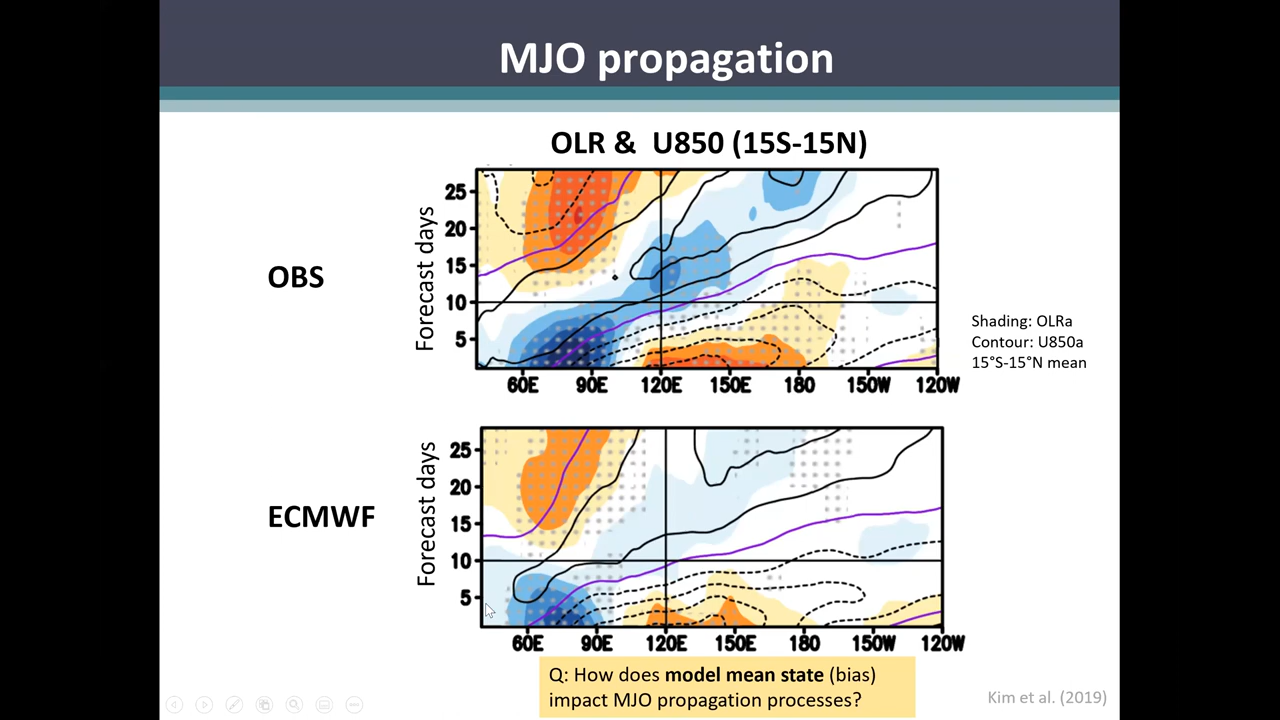 MJO propagation
OLR & U850 (15S-15N)
OBS
Forecast days
25
20
15
10
5
60E 90E 120E 150E 180 150W 120W
Shading: OLRa
Contour: U850a
15°S-15°N mean
ECMWF
Forecast days
25
20
15
10
5
60E 90E 120E 150E 180 150W 120W
Q: How does model mean state (bias)
impact MJO propagation processes?
Kim et al. (2019)